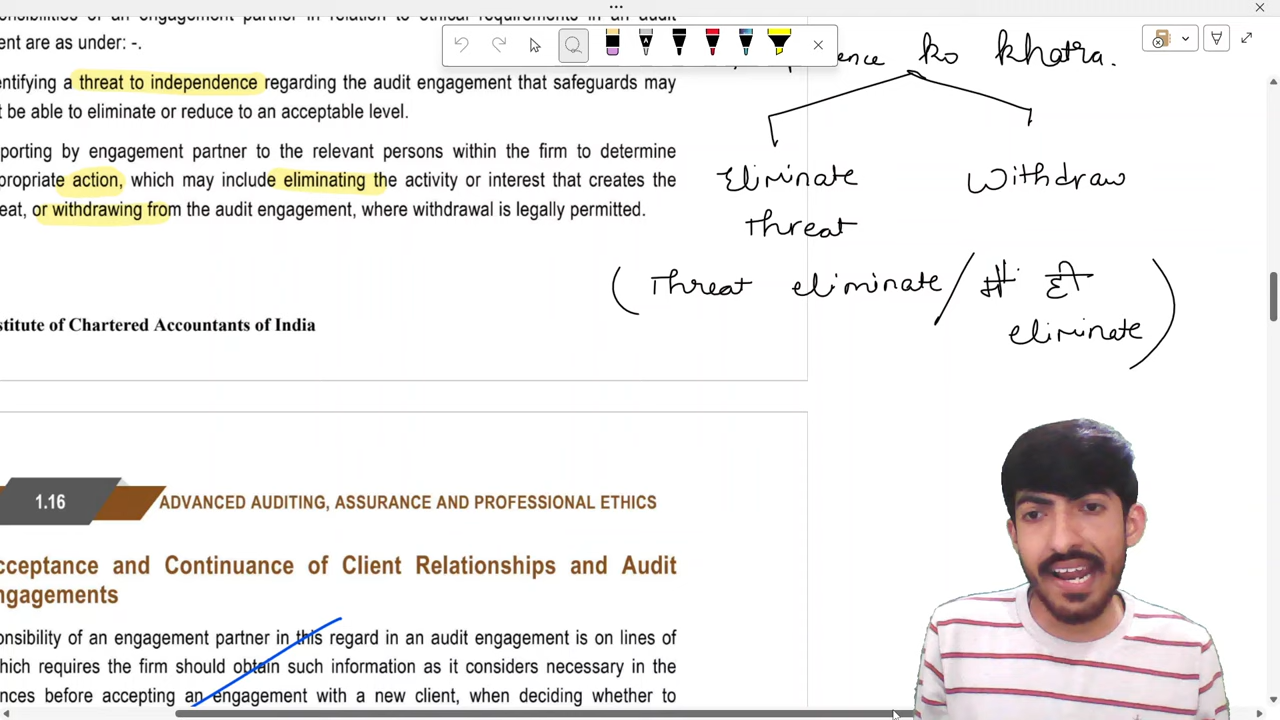 in relation to ethical requirements in an audit
ent are as under: -.
entifying a threat to independence regarding the audit engagement that safeguards may
t be able to eliminate or reduce to an acceptable level.
porting by engagement partner to the relevant persons within the firm to determine
propriate action, which may include eliminating the activity or interest that creates the
eat, or withdrawing from the audit engagement, where withdrawal is legally permitted.
stitute of Chartered Accountants of India
ence ko khatra.
Eliminate
threat
Withdraw
(Threat eliminate /
eliminate)
1.16
ADVANCED AUDITING, ASSURANCE AND PROFESSIONAL ETHICS
cceptance and Continuance of Client Relationships and Audit
ngagements
onsibility of an engagement partner in this regard in an audit engagement is on lines of
hich requires the firm should obtain such information as it considers necessary in the
nces before accepting an engagement with a new client, when deciding whether to